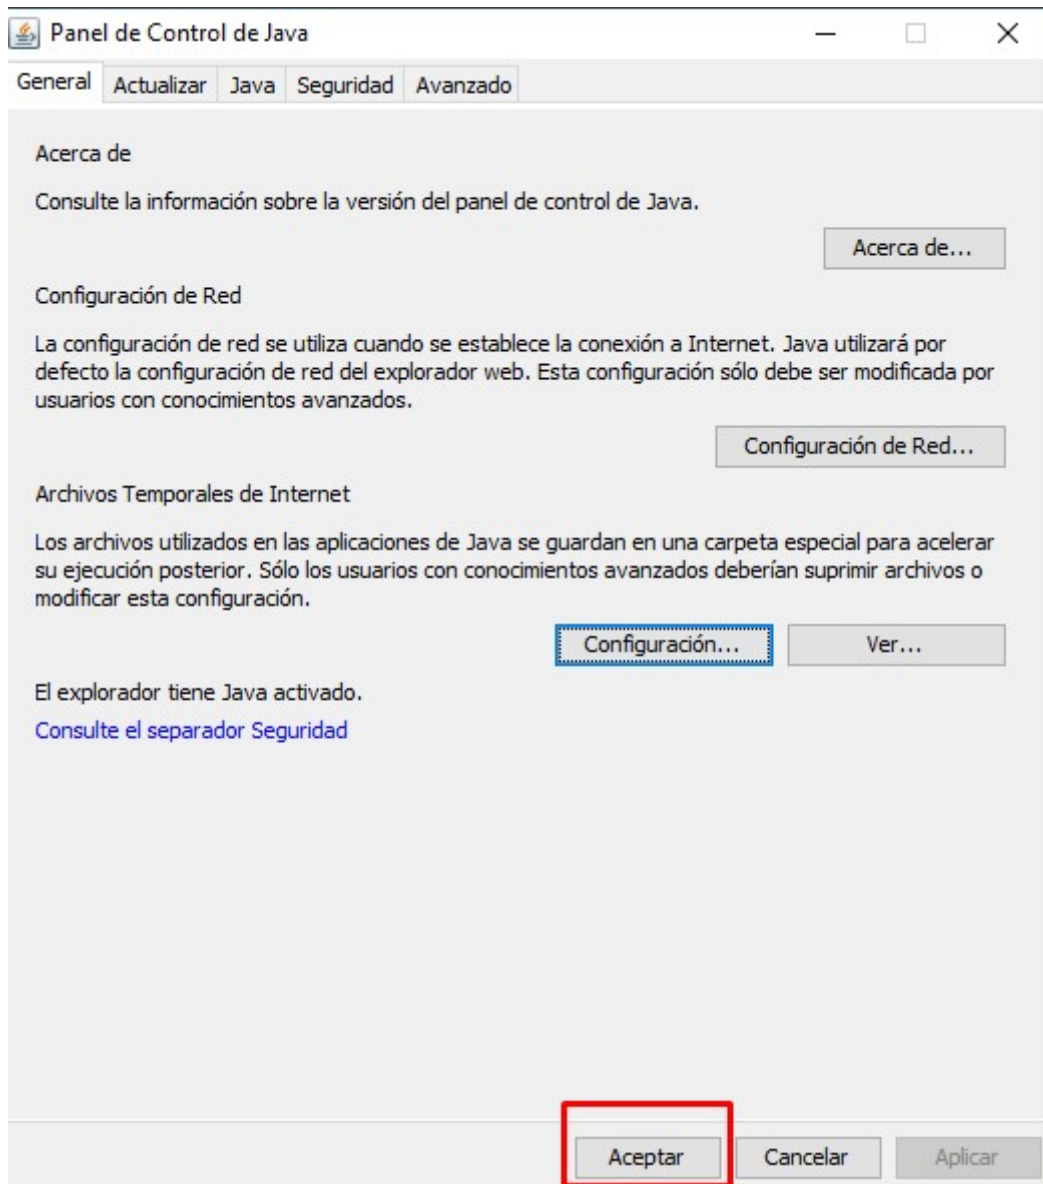 Panel de Control de Java
General Actualizar Java Seguridad Avanzado
Acerca de
Consulte la información sobre la versión del panel de control de Java.
Acerca de...
Configuración de Red
La configuración de red se utiliza cuando se establece la conexión a Internet. Java utilizará por
defecto la configuración de red del explorador web. Esta configuración sólo debe ser modificada por
usuarios con conocimientos avanzados.
Configuración de Red...
Archivos Temporales de Internet
Los archivos utilizados en las aplicaciones de Java se guardan en una carpeta especial para acelerar
su ejecución posterior. Sólo los usuarios con conocimientos avanzados deberían suprimir archivos o
modificar esta configuración.
Configuración... Ver...
El explorador tiene Java activado.
Consulte el separador Seguridad
Aceptar Cancelar Aplicar